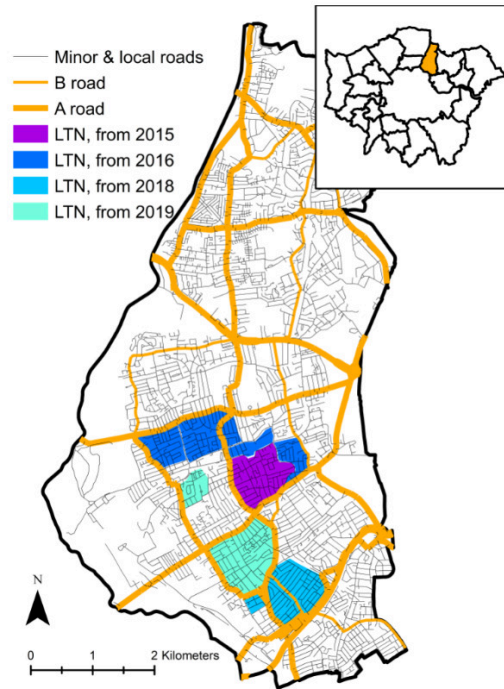 Minor & local roads
B road
A road
LTN, from 2015
LTN, from 2016
LTN, from 2018
LTN, from 2019
N
0 1 2 Kilometers